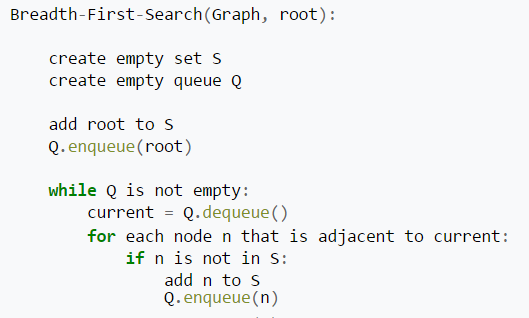 Breadth-First-Search(Graph, root):
create empty set S
create empty queue Q
add root to S
Q.enqueue(root)
while Q is not empty:
current = Q.dequeue()
for each node n that is adjacent to current:
if n is not in S:
add n to S
Q.enqueue(n)